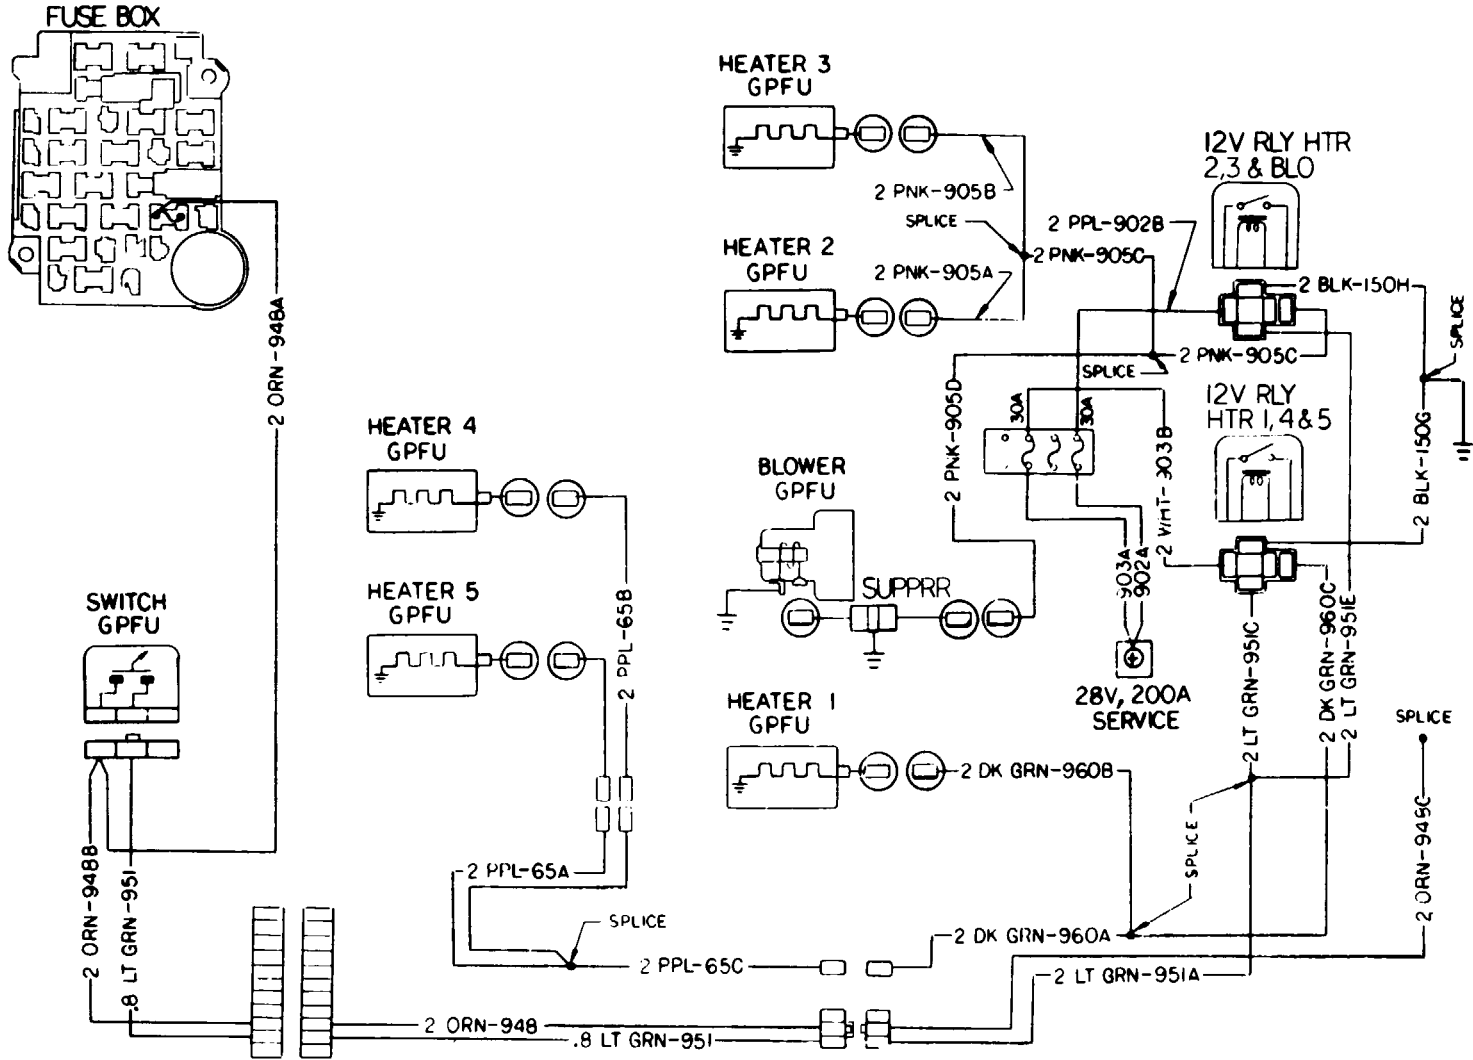 FUSE BOX
HEATER 3
GPFU
12V RLY HTR
2,3 & BLO
2 PNK-905B
SPLICE
2 PPL-902B
HEATER 2
GPFU
2 PNK-905A
2 PNK-905C
2 BLK-150H
SPLICE
2 ORN-948A
2 PNK-905C
SPLICE
2 PNK-905D
30A
30A
12V RLY
HTR 1,4&5
HEATER 4
GPFU
BLOWER
GPFU
2 WHT-903B
2 BLK-150G
903A
902A
SUPPRR
SWITCH
GPFU
HEATER 5
GPFU
2 PPL-65B
28V, 200A
SERVICE
HEATER 1
GPFU
2 LT GRN-951C
2 DK GRN-960C
2 LT GRN-951E
SPLICE
2 DK GRN-960B
SPLICE
2 ORN-948B
.8 LT GRN-951
2 PPL-65A
SPLICE
2 ORN-948C
2 DK GRN-960A
2 PPL-65C
2 LT GRN-951A
2 ORN-948
.8 LT GRN-951